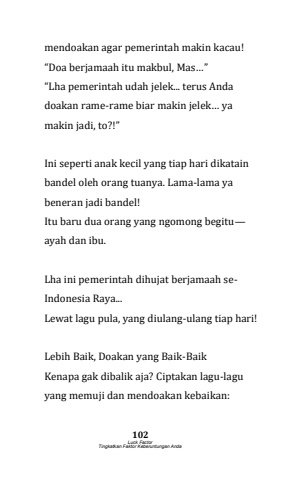 mendoakan agar pemerintah makin kacau!
“Doa berjamaah itu makbul, Mas…”
“Lha pemerintah udah jelek... terus Anda
doakan rame-rame biar makin jelek… ya
makin jadi, to?!”
Ini seperti anak kecil yang tiap hari dikatain
bandel oleh orang tuanya. Lama-lama ya
beneran jadi bandel!
Itu baru dua orang yang ngomong begitu—
ayah dan ibu.
Lha ini pemerintah dihujat berjamaah se-
Indonesia Raya...
Lewat lagu pula, yang diulang-ulang tiap hari!
Lebih Baik, Doakan yang Baik-Baik
Kenapa gak dibalik aja? Ciptakan lagu-lagu
yang memuji dan mendoakan kebaikan:
102
Luck Factor
Tingkatkan Faktor Keberuntungan Anda